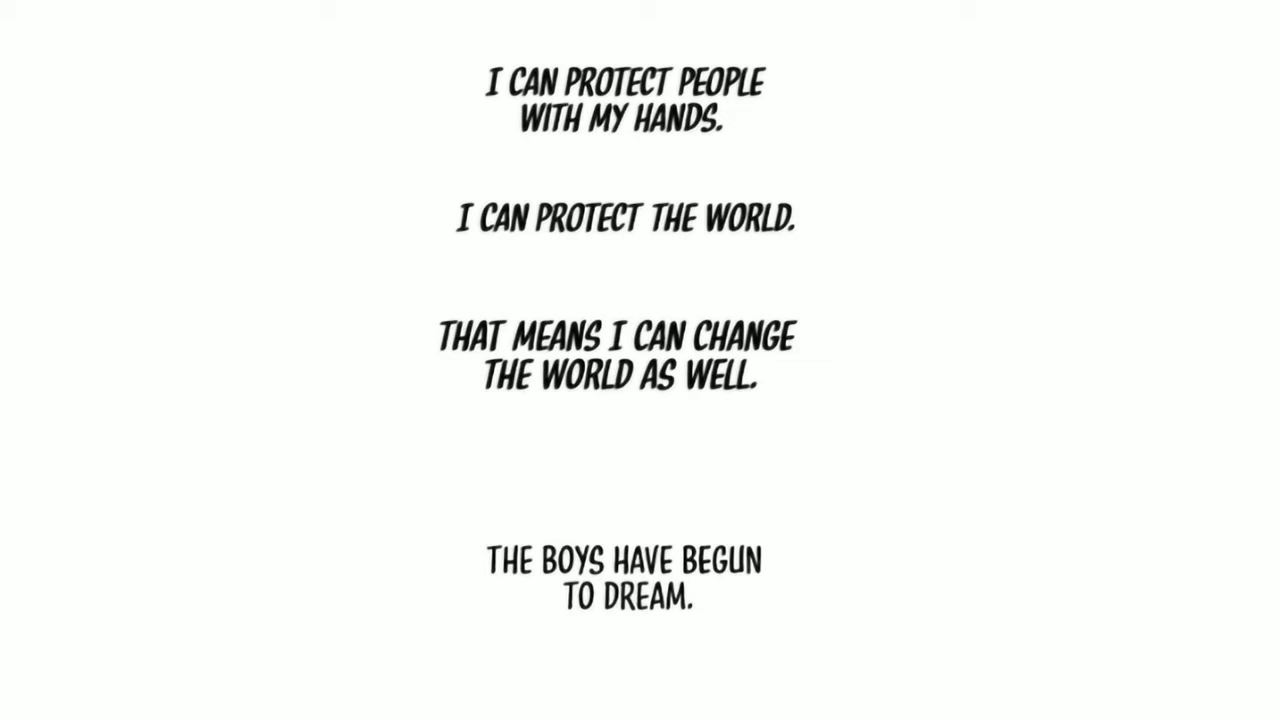 I CAN PROTECT PEOPLE
WITH MY HANDS.
I CAN PROTECT THE WORLD.
THAT MEANS I CAN CHANGE
THE WORLD AS WELL.
THE BOYS HAVE BEGUN
TO DREAM.